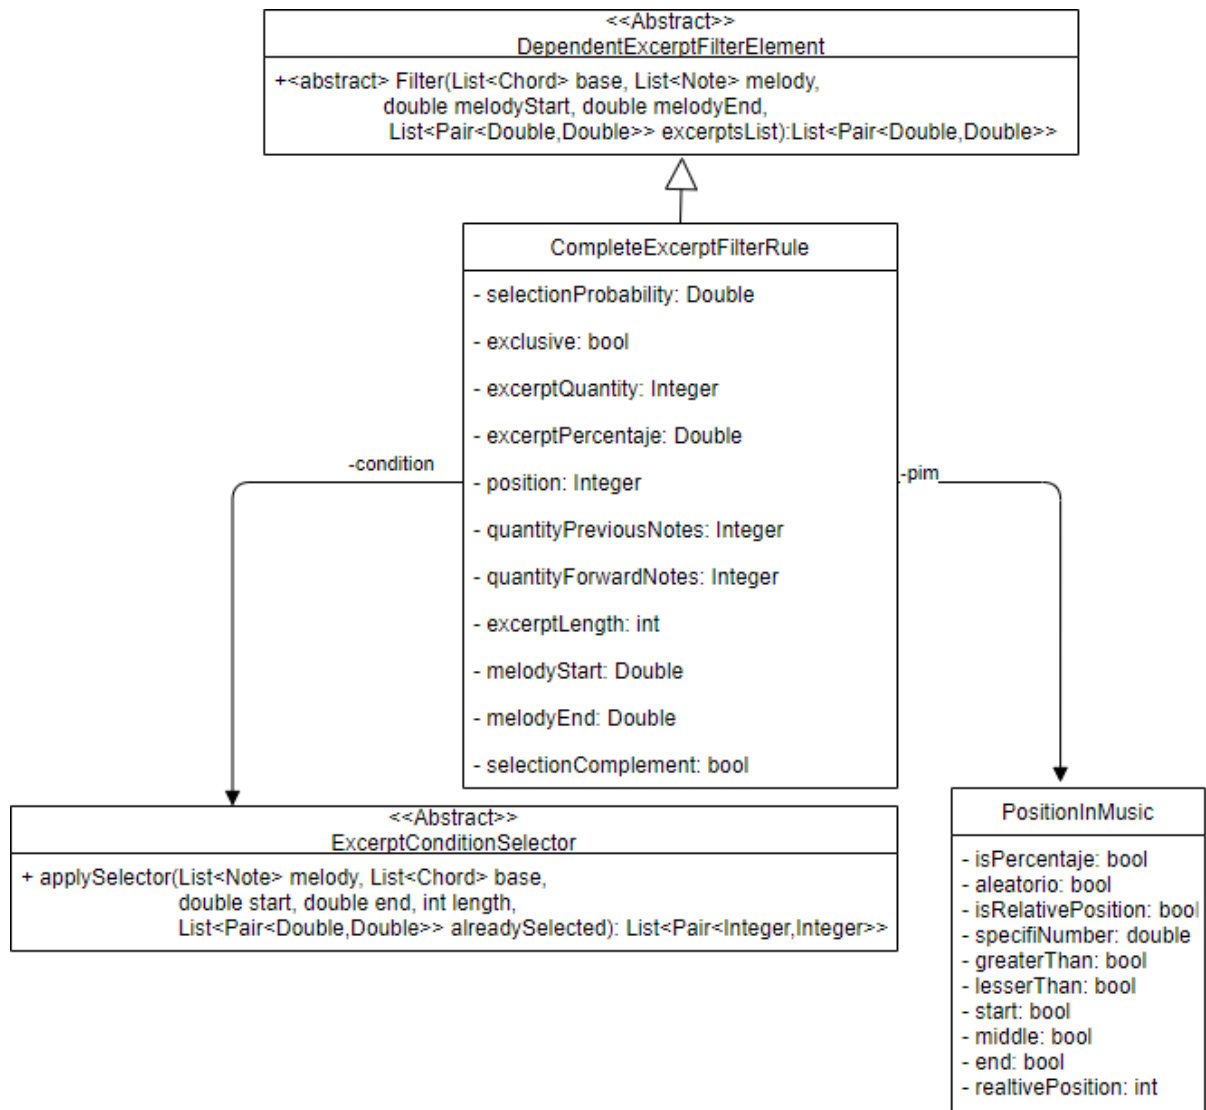 <<Abstract>>
DependentExcerptFilterElement
+<abstract> Filter(List<Chord> base, List<Note> melody,
double melodyStart, double melodyEnd,
List<Pair<Double,Double>> excerptsList):List<Pair<Double,Double>>
CompleteExcerptFilterRule
- selectionProbability: Double
- exclusive: bool
- excerptQuantity: Integer
- excerptPercentaje: Double
- position: Integer
- quantityPreviousNotes: Integer
- quantityForwardNotes: Integer
- excerptLength: int
- melodyStart: Double
- melodyEnd: Double
- selectionComplement: bool
-condition
-pim
<<Abstract>>
ExcerptConditionSelector
+ applySelector(List<Note> melody, List<Chord> base,
double start, double end, int length,
List<Pair<Double,Double>> alreadySelected): List<Pair<Integer,Integer>>
PositionInMusic
- isPercentaje: bool
- aleatorio: bool
- isRelativePosition: bool
- specifiNumber: double
- greaterThan: bool
- lesserThan: bool
- start: bool
- middle: bool
- end: bool
- realtivePosition: int